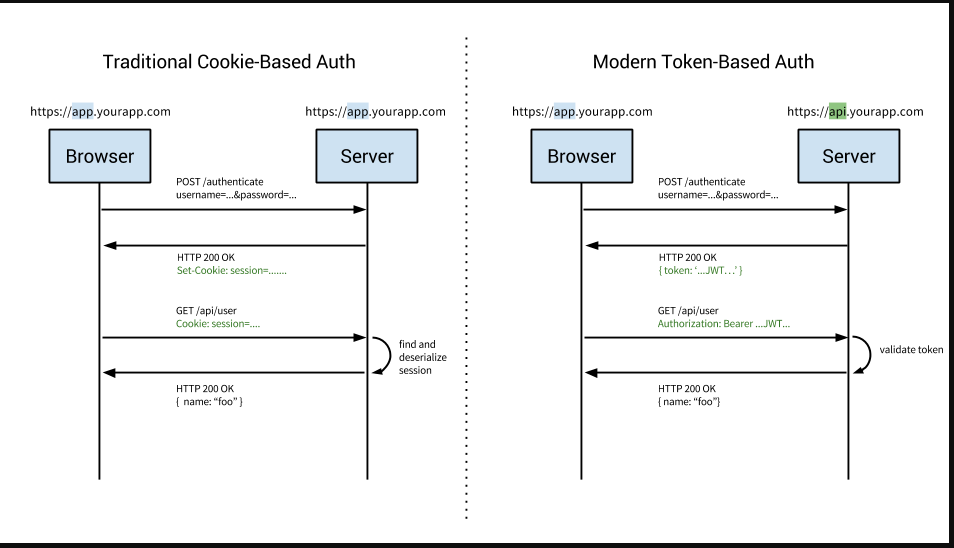 Traditional Cookie-Based Auth
https://app.yourapp.com
https://app.yourapp.com
Browser
Server
POST /authenticate
username=...&password=...
HTTP 200 OK
Set-Cookie: session=.......
GET /api/user
Cookie: session=....
find and
deserialize
session
HTTP 200 OK
{  name: “foo” }
Modern Token-Based Auth
https://app.yourapp.com
https://api.yourapp.com
Browser
Server
POST /authenticate
username=...&password=...
HTTP 200 OK
{ token: ‘...JWT...’ }
GET /api/user
Authorization: Bearer ...JWT...
validate token
HTTP 200 OK
{ name: “foo”}